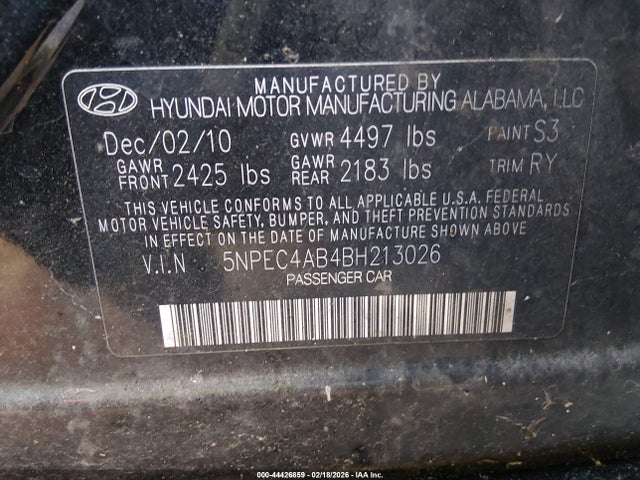 MANUFACTURED BY
HYUNDAI MOTOR MANUFACTURING ALABAMA, LLC
Dec/02/10 GVWR 4497 lbs PAINT S3
GAWR FRONT 2425 lbs GAWR REAR 2183 lbs TRIM RY
THIS VEHICLE CONFORMS TO ALL APPLICABLE U.S.A. FEDERAL
MOTOR VEHICLE SAFETY, BUMPER, AND THEFT PREVENTION STANDARDS
IN EFFECT ON THE DATE OF MANUFACTURE SHOWN ABOVE
V.I.N 5NPEC4AB4BH213026
PASSENGER CAR
000-44426859 - 02/18/2026 - IAA Inc.